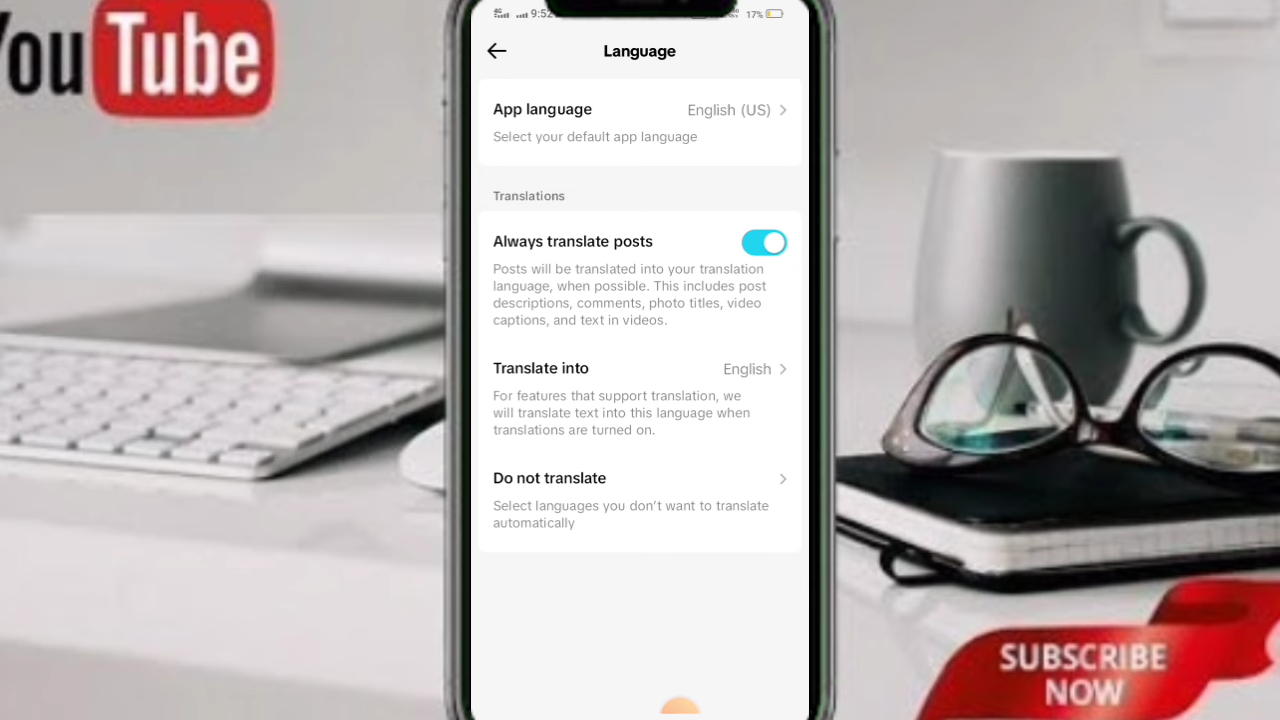 You Tube
9:52
17%
Language
App language English (US)
Select your default app language
Translations
Always translate posts
Posts will be translated into your translation
language, when possible. This includes post
descriptions, comments, photo titles, video
captions, and text in videos.
Translate into English
For features that support translation, we
will translate text into this language when
translations are turned on.
Do not translate
Select languages you don’t want to translate
automatically
SUBSCRIBE
NOW